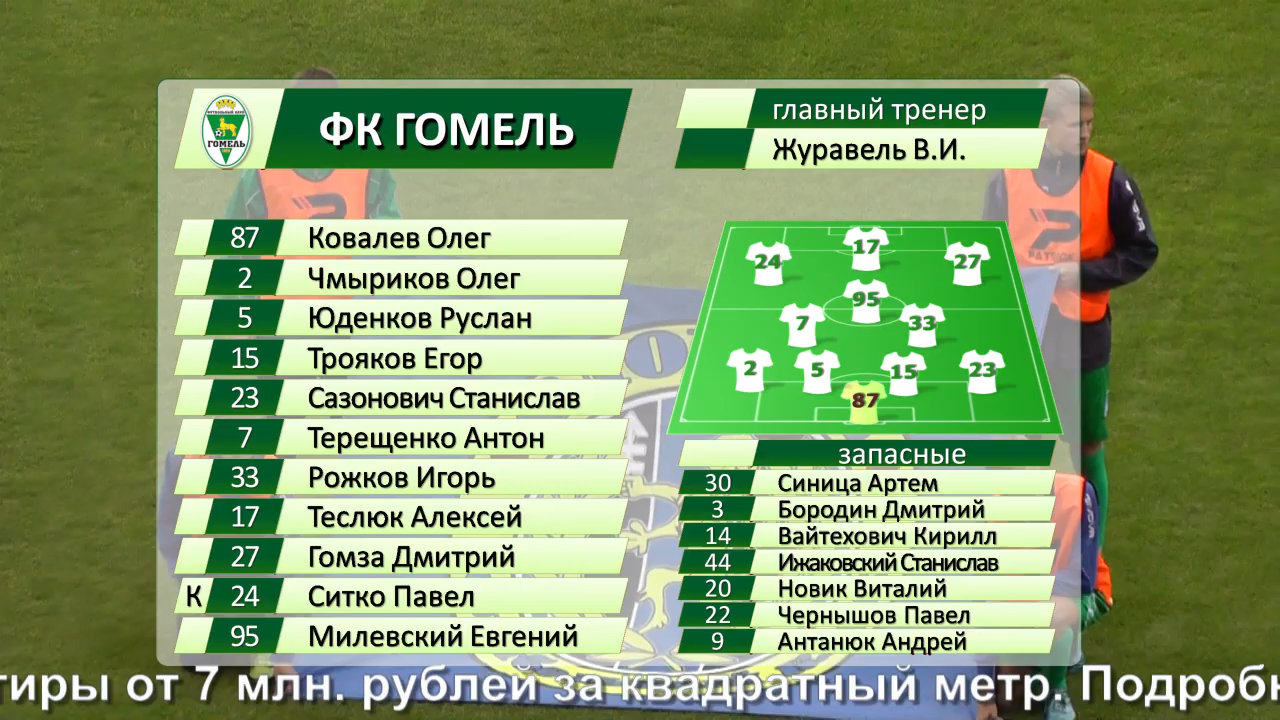 ФУТБОЛЬНЫЙ КЛУБ
ГОМЕЛЬ
ФК ГОМЕЛЬ
главный тренер
Журавель В.И.
87 Ковалев Олег
2 Чмыриков Олег
5 Юденков Руслан
15 Трояков Егор
23 Сазонович Станислав
7 Терещенко Антон
33 Рожков Игорь
17 Теслюк Алексей
27 Гомза Дмитрий
К 24 Ситко Павел
95 Милевский Евгений
17
24 27
95
7 33
2 5 15 23
87
запасные
30 Синица Артем
3 Бородин Дмитрий
14 Вайтехович Кирилл
44 Ижаковский Станислав
20 Новик Виталий
22 Чернышов Павел
9 Антанюк Андрей
тиры от 7 млн. рублей за квадратный метр. Подробн